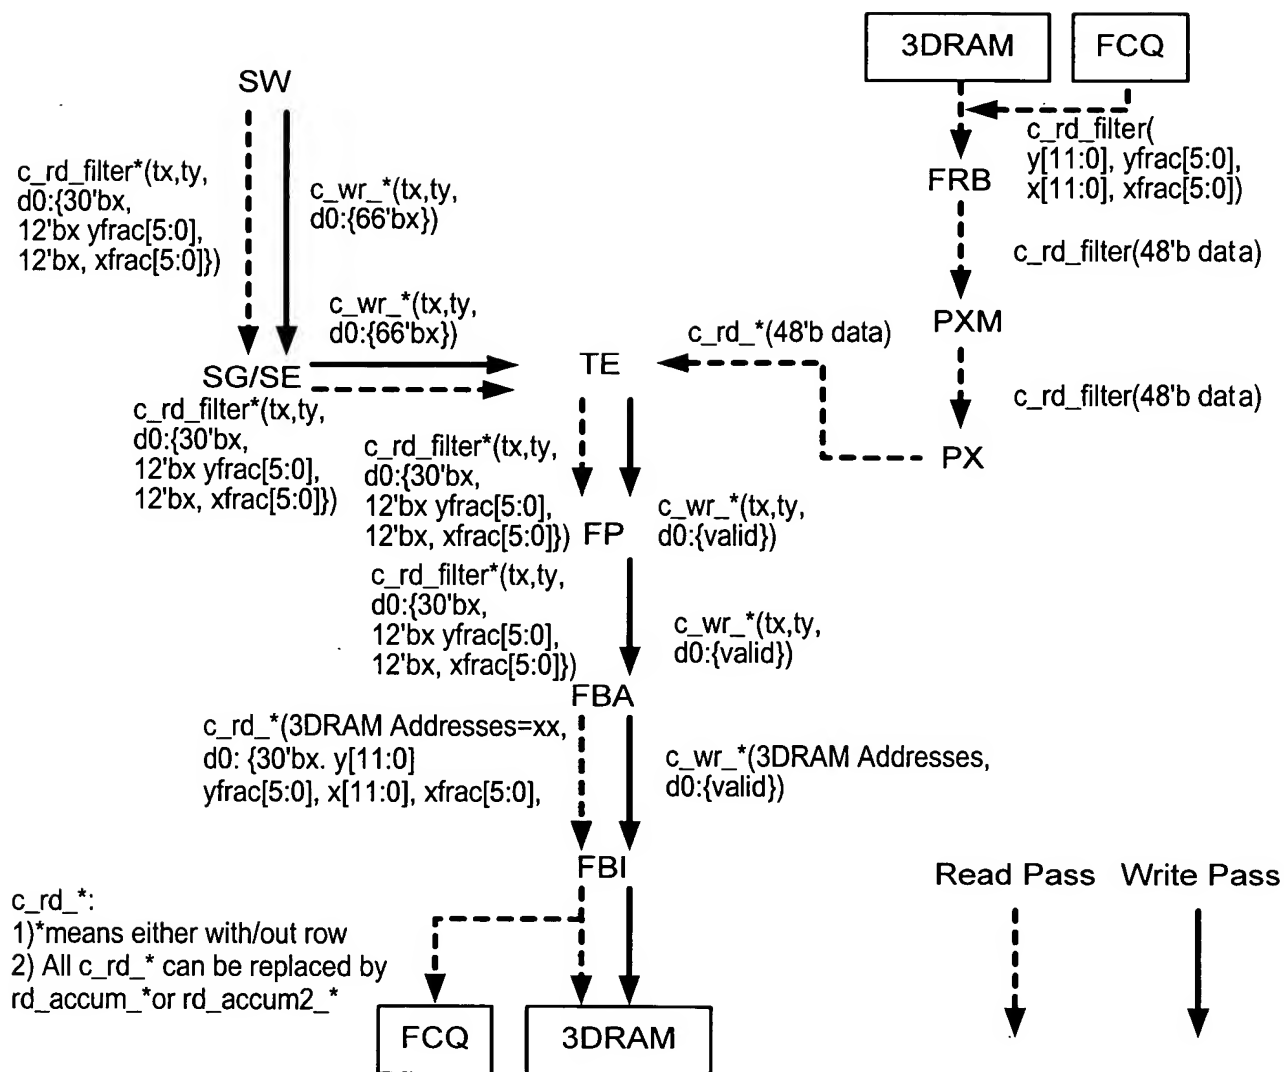 3DRAM
FCQ
SW
c_rd_filter*(tx,ty,
d0:{30'bx,
12'bx yfrac[5:0],
12'bx, xfrac[5:0]})
c_wr_*(tx,ty,
d0:{66'bx})
c_rd_filter(
y[11:0], yfrac[5:0],
x[11:0], xfrac[5:0])
FRB
c_rd_filter(48'b data)
c_wr_*(tx,ty,
d0:{66'bx})
PXM
c_rd_*(48'b data)
SG/SE
TE
c_rd_filter(48'b data)
c_rd_filter*(tx,ty,
d0:{30'bx,
12'bx yfrac[5:0],
12'bx, xfrac[5:0]})
PX
c_rd_filter*(tx,ty,
d0:{30'bx,
12'bx yfrac[5:0],
12'bx, xfrac[5:0]})
FP
c_wr_*(tx,ty,
d0:{valid})
c_rd_filter*(tx,ty,
d0:{30'bx,
12'bx yfrac[5:0],
12'bx, xfrac[5:0]})
c_wr_*(tx,ty,
d0:{valid})
FBA
c_rd_*(3DRAM Addresses=xx,
d0: {30'bx. y[11:0]
yfrac[5:0], x[11:0], xfrac[5:0],
c_wr_*(3DRAM Addresses,
d0:{valid})
FBI
Read Pass
Write Pass
c_rd_*:
1)*means either with/out row
2) All c_rd_* can be replaced by
rd_accum_*or rd_accum2_*
FCQ
3DRAM